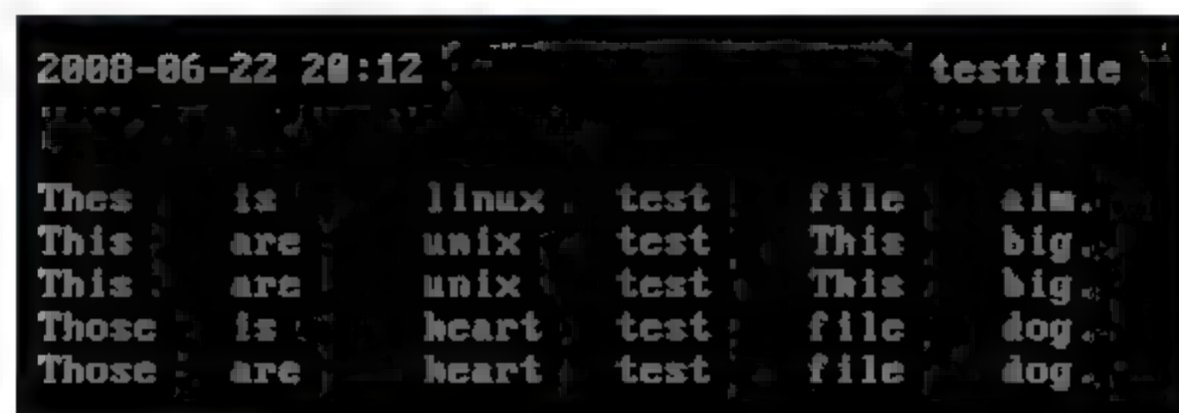 2008-06-22 20:12 testfile
Thes is linux test file aim.
This are unix test This big.
This are unix test This big.
Those is heart test file dog.
Those are heart test file dog.